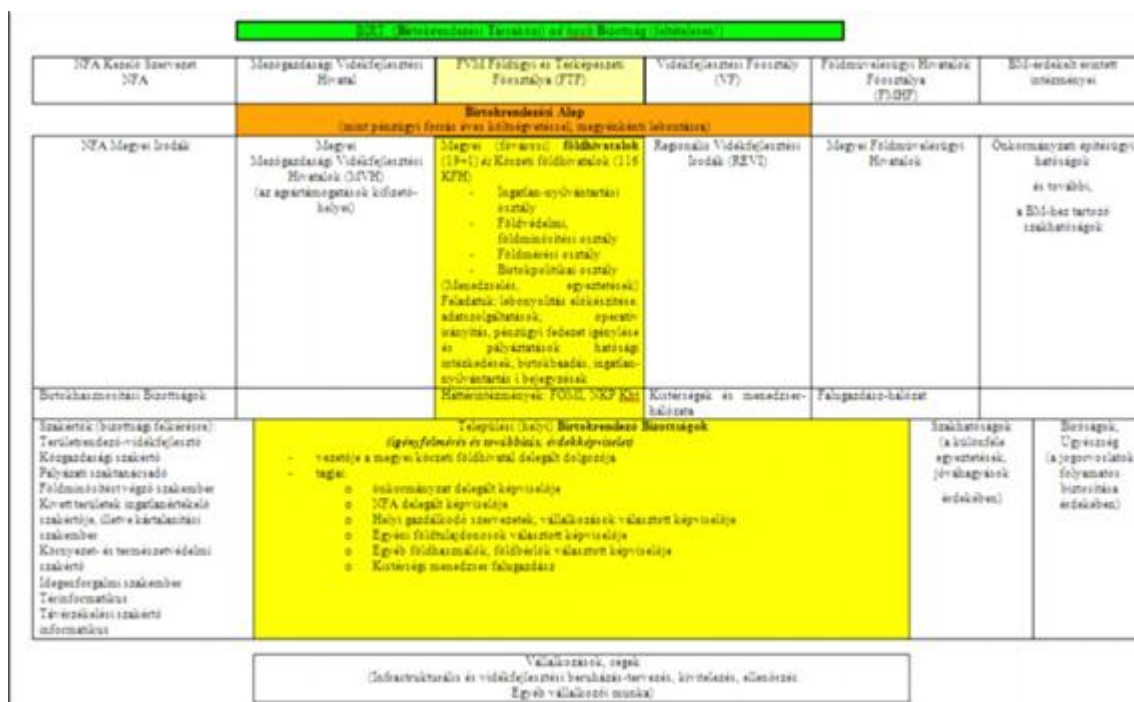 BIRT (Birtokrendezési Tárcaközi) ad hoc Bizottság (feltételesen!)
NFA Kezelő Szervezet
NFA
Mezőgazdasági Vidékfejlesztési
Hivatal
FVM Földügyi és Térképészeti
Főosztálya (FTF)
Vidékfejlesztési Főosztály
(VF)
Földművelésügyi Hivatalok
Főosztálya
(FMHF)
BM-érdekelt érintett
intézményei
Birtokrendezési Alap
(mint pénzügyi forrás éves költségvetéssel, megyénkénti lebontásra)
NFA Megyei Irodák
Megyei
Mezőgazdasági Vidékfejlesztési
Hivatalok (MVH)
(az agrártámogatások kifizető-
helyei)
Megyei (fővárosi) földhivatalok
(19+1) és Körzeti földhivatalok (116
KFH)
- Ingatlan-nyilvántartási
osztály
- Földvédelmi,
földminősítési osztály
- Földmérési osztály
- Birtokpolitikai osztály
(Menedzselés, egyeztetések)
Feladatuk: lebonyolítás előkészítése,
adatszolgáltatások, operatív
irányítás, pénzügyi fedezet igénylése
és pályáztatások hatósági
intézkedések, birtokbaadás, ingatlan-
nyilvántartás i bejegyzések
Regionális Vidékfejlesztési
Irodák (REVI)
Megyei Földművelésügyi
Hivatalok
Önkormányzati építésügyi
hatóságok
és további,
a BM-hez tartozó
szakhatóságok
Birtokhasznosítási Bizottságok
Háttérintézmények: FÖMI, NKP Kht
Kistérségek és menedzser-
hálózata
Falugazdász-hálózat
Szakértők (bizottsági felkérésre):
Területrendező-vidékfejlesztő
Közgazdasági szakértő
Pályázati szaktanácsadó
Földminősítést végző szakember
Kivett területek ingatlanértékelő
szakértője, illetve kártalanítási
szakember
Környezet- és természetvédelmi
szakértő
Idegenforgalmi szakember
Térinformatikus
Távérzékelési szakértő
informatikus
Települési (helyi) Birtokrendező Bizottságok
(igényfelmérés és továbbítás, érdekképviselet)
- vezetője a megyei körzeti földhivatal delegált dolgozója
- tagjai:
o önkormányzat delegált képviselője
o NFA delegált képviselője
o Helyi gazdálkodó szervezetek, vállalkozások választott képviselője
o Egyéni földtulajdonosok választott képviselője
o Egyéb földhasználók, földbérlők választott képviselője
o Kistérségi menedzser falugazdász
Szakhatóságok
(a különféle
egyeztetések,
jóváhagyások
érdekében)
Bíróságok,
Ügyészség
(a jogorvoslatok
folyamatos
biztosítása
érdekében)
Vállalkozások, cégek
(Infrastrukturális és vidékfejlesztési beruházás-tervezés, kivitelezés, ellenőrzés
Egyéb vállalkozói munka)